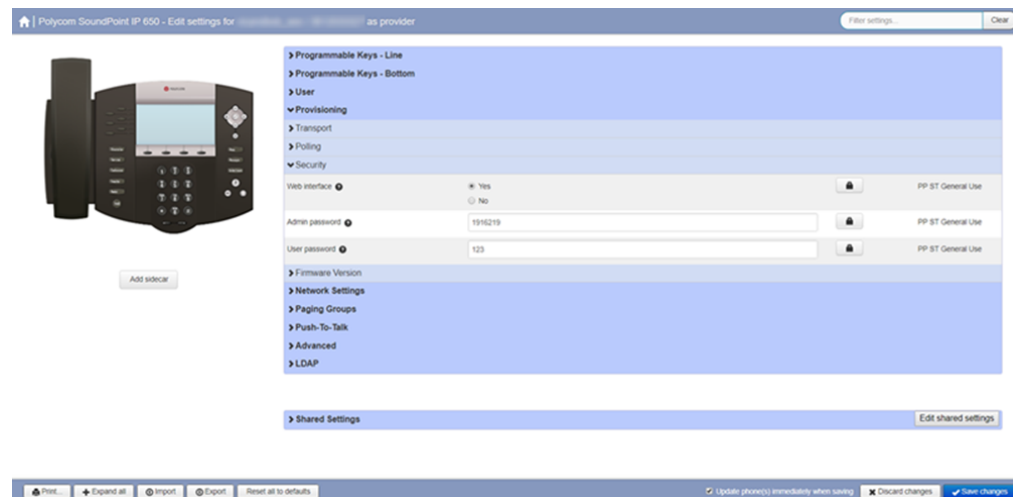 Polycom SoundPoint IP 650 - Edit settings for
as provider
Filter settings...
Clear
Programmable Keys - Line
Programmable Keys - Bottom
User
Provisioning
Transport
Polling
Security
Web interface
Yes
No
PP ST General Use
Admin password
1916219
PP ST General Use
User password
123
PP ST General Use
Add sidecar
Firmware Version
Network Settings
Paging Groups
Push-To-Talk
Advanced
LDAP
Shared Settings
Edit shared settings
Print...
Expand all
Import
Export
Reset all to defaults
Update phone(s) immediately when saving
Discard changes
Save changes